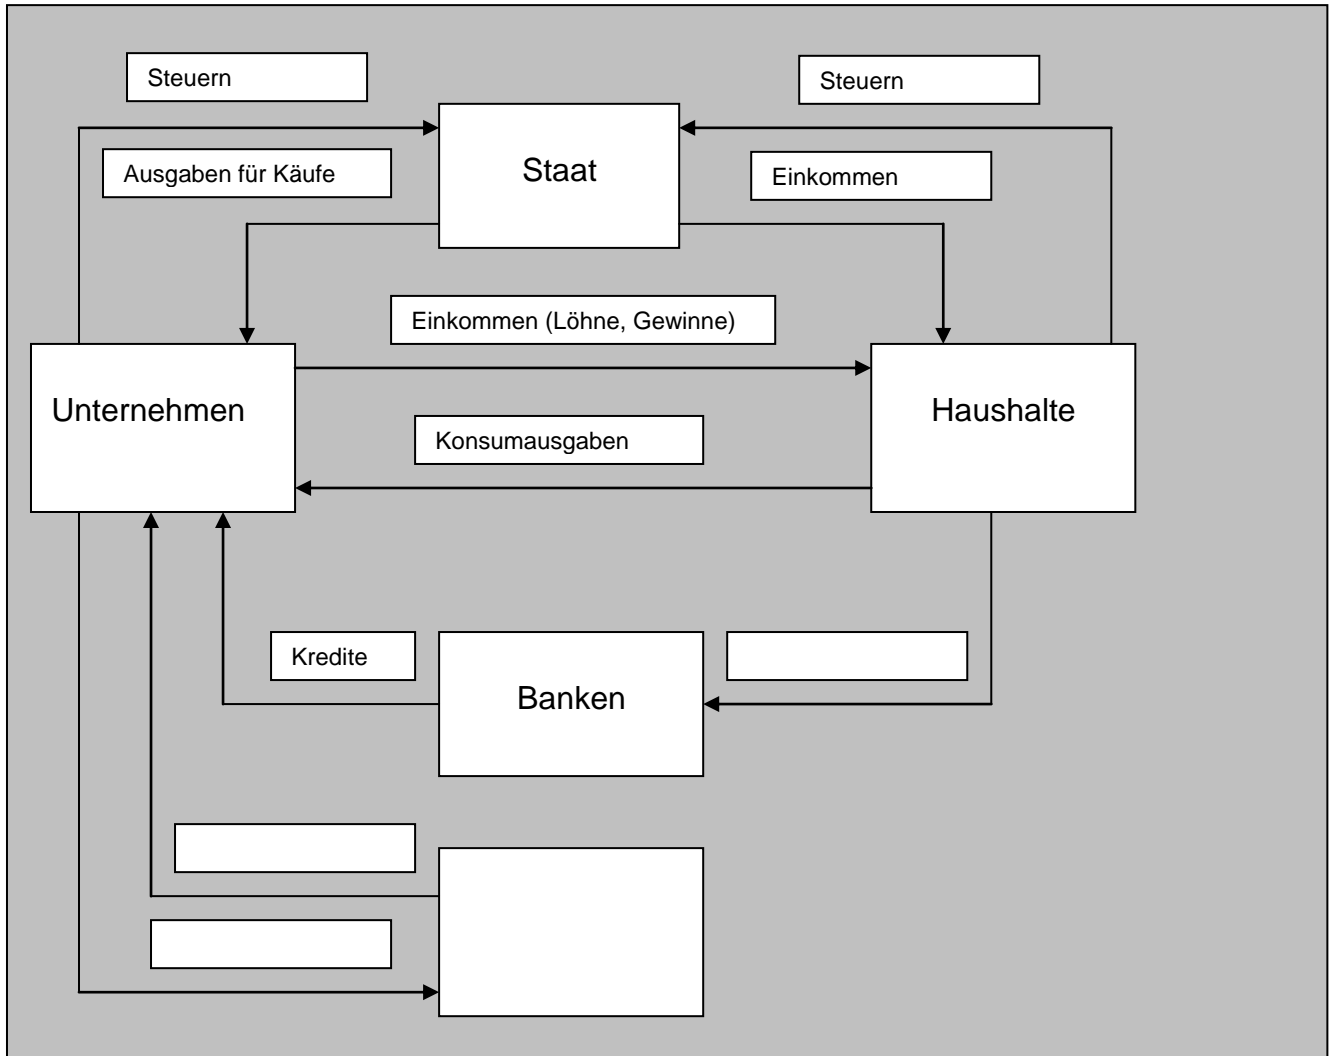 Steuern
Steuern
Staat
Ausgaben für Käufe
Einkommen
Einkommen (Löhne, Gewinne)
Unternehmen
Haushalte
Konsumausgaben
Kredite
Banken